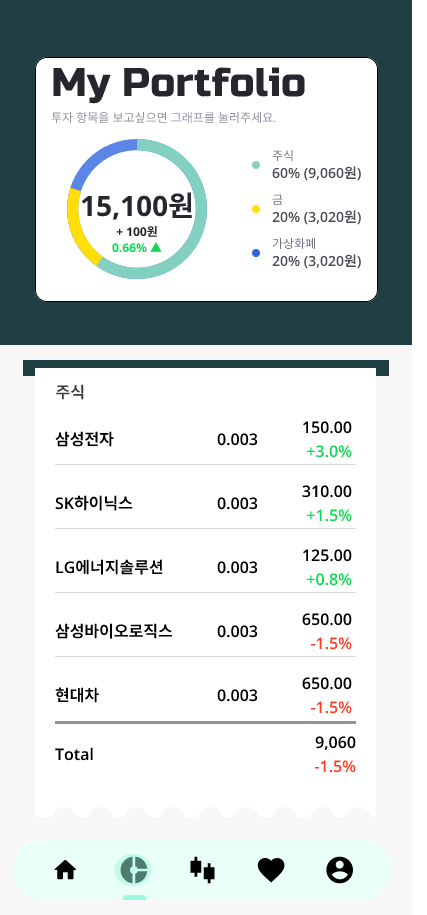 My Portfolio
투자 항목을 보고싶으면 그래프를 눌러주세요.
15,100원
+ 100원
0.66% ▲
주식
60% (9,060원)
금
20% (3,020원)
가상화폐
20% (3,020원)
주식
삼성전자 0.003 150.00
+3.0%
SK하이닉스 0.003 310.00
+1.5%
LG에너지솔루션 0.003 125.00
+0.8%
삼성바이오로직스 0.003 650.00
-1.5%
현대차 0.003 650.00
-1.5%
Total 9,060
-1.5%